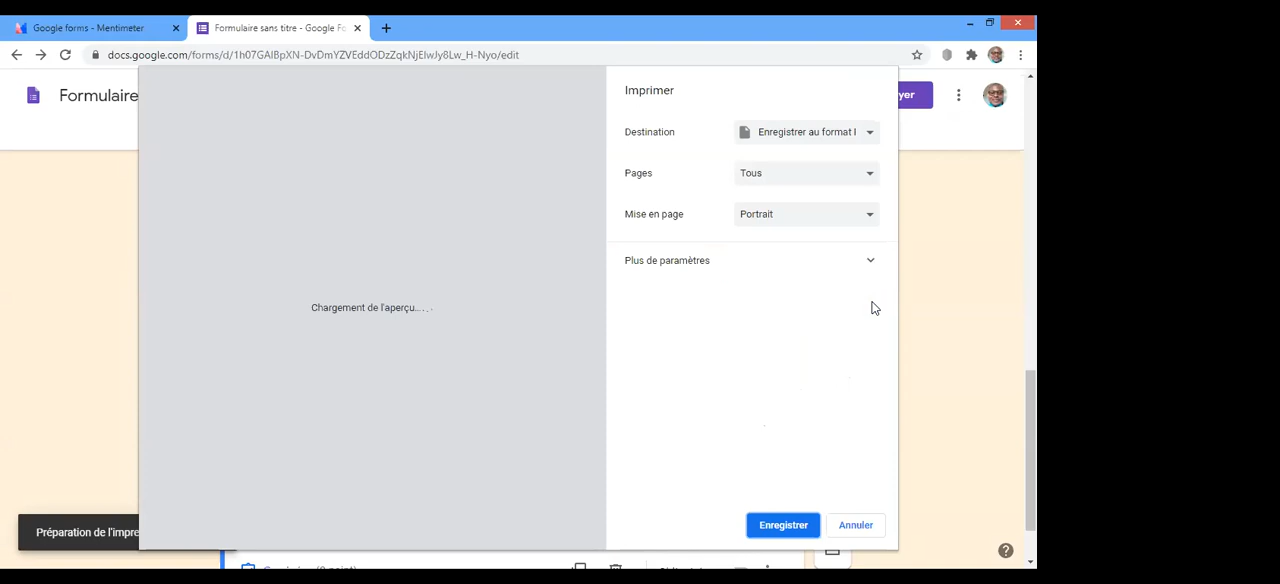 Google forms - Mentimeter
Formulaire sans titre - Google Fo
docs.google.com/forms/d/1h07GAIBpXN-DvDmYZVEddODzZqkNjEIwJy8Lw_H-Nyo/edit
Formulaire
yer
Imprimer
Destination
Enregistrer au format
Pages
Tous
Mise en page
Portrait
Plus de paramètres
Chargement de l'aperçu......
Enregistrer
Annuler
Préparation de l'impre